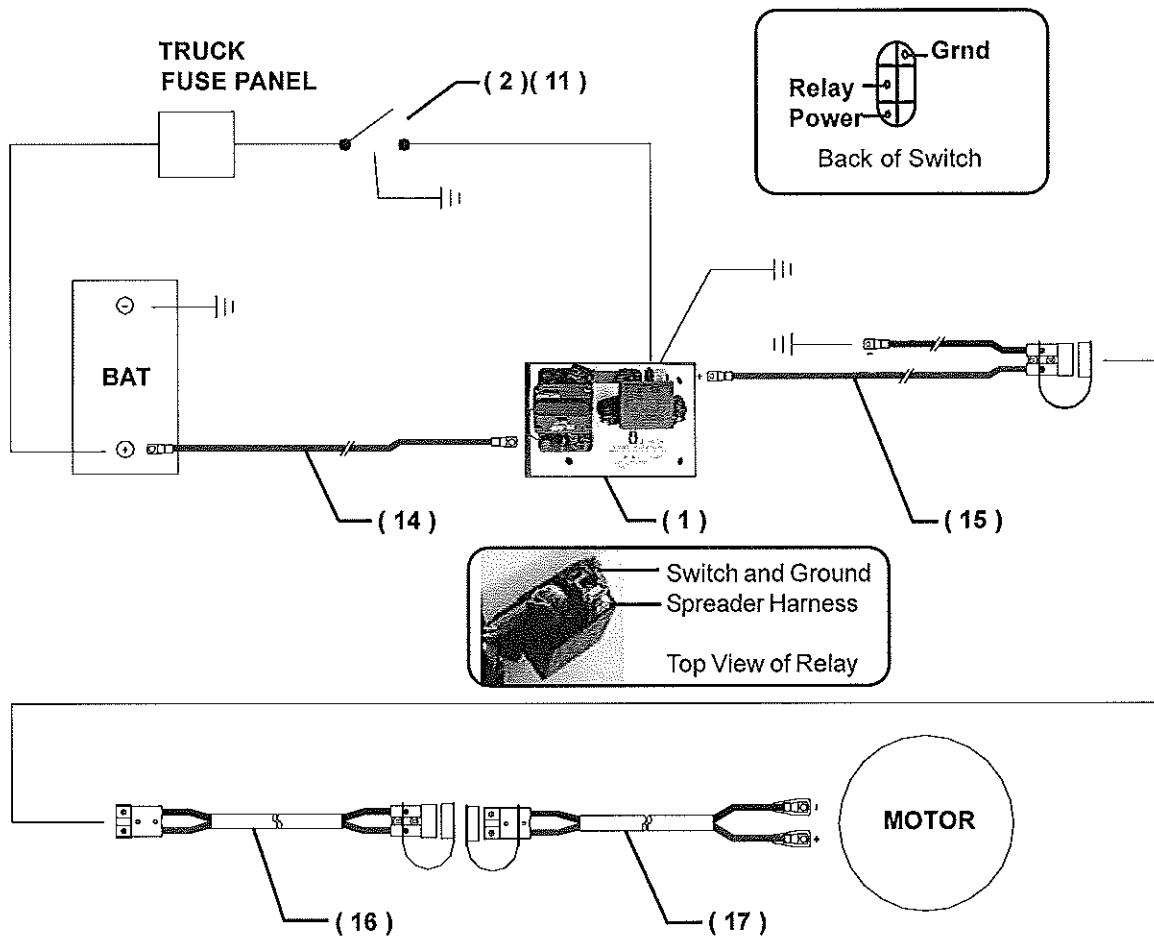 TRUCK
FUSE PANEL
( 2 )( 11 )
Grnd
Relay
Power
Back of Switch
BAT
-
+
-
+
( 14 )
( 1 )
( 15 )
Switch and Ground
Spreader Harness
Top View of Relay
-
+
MOTOR
( 16 )
( 17 )